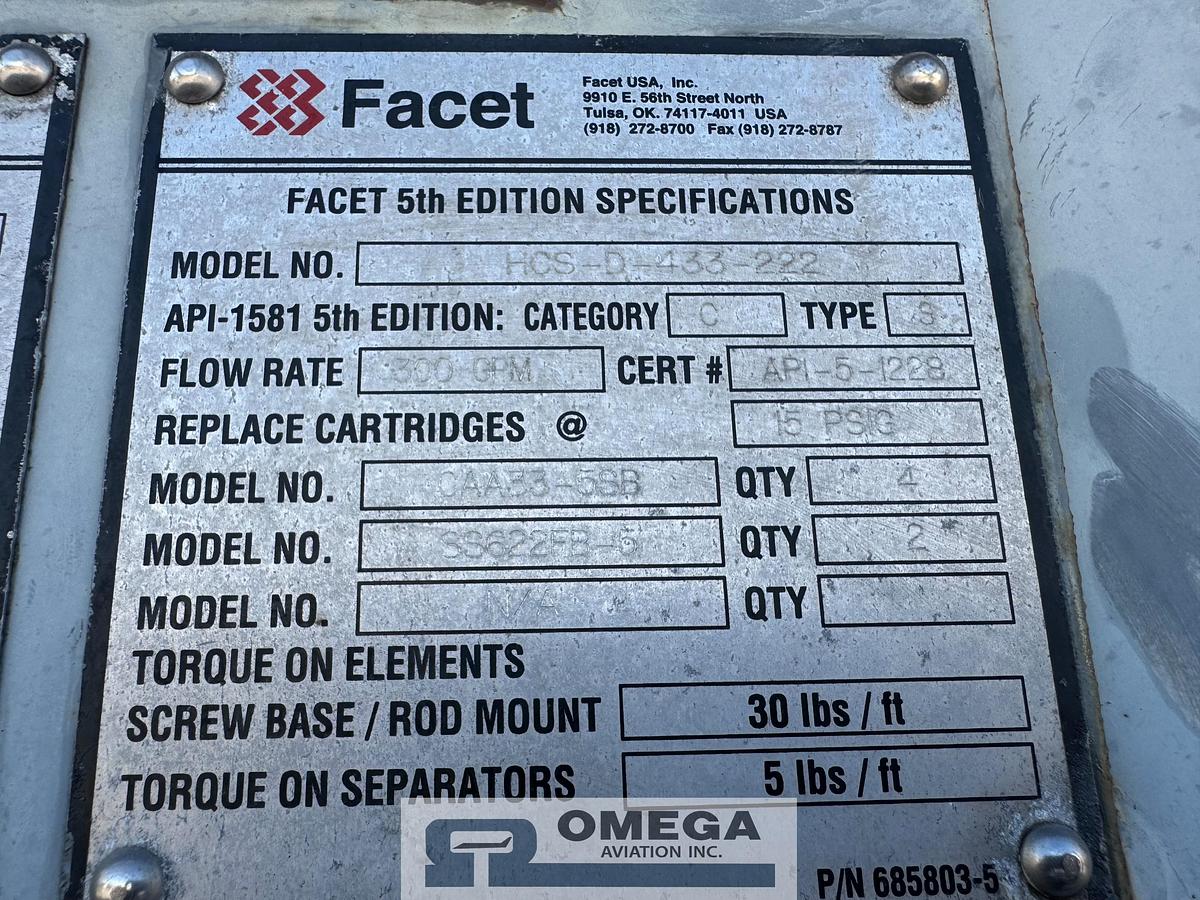 Facet
Facet USA, Inc.
9910 E. 56th Street North
Tulsa, OK. 74117-4011 USA
(918) 272-8700 Fax (918) 272-8787
FACET 5th EDITION SPECIFICATIONS
MODEL NO. HCS-D-433-222
API-1581 5th EDITION: CATEGORY C TYPE S
FLOW RATE 300 GPM CERT # API-5-1228
REPLACE CARTRIDGES @ 15 PSIG
MODEL NO. CAA33-5SB QTY 4
MODEL NO. SS622FB-5 QTY 2
MODEL NO. N/A QTY
TORQUE ON ELEMENTS
SCREW BASE / ROD MOUNT 30 lbs / ft
TORQUE ON SEPARATORS 5 lbs / ft
OMEGA
AVIATION INC.
P/N 685803-5